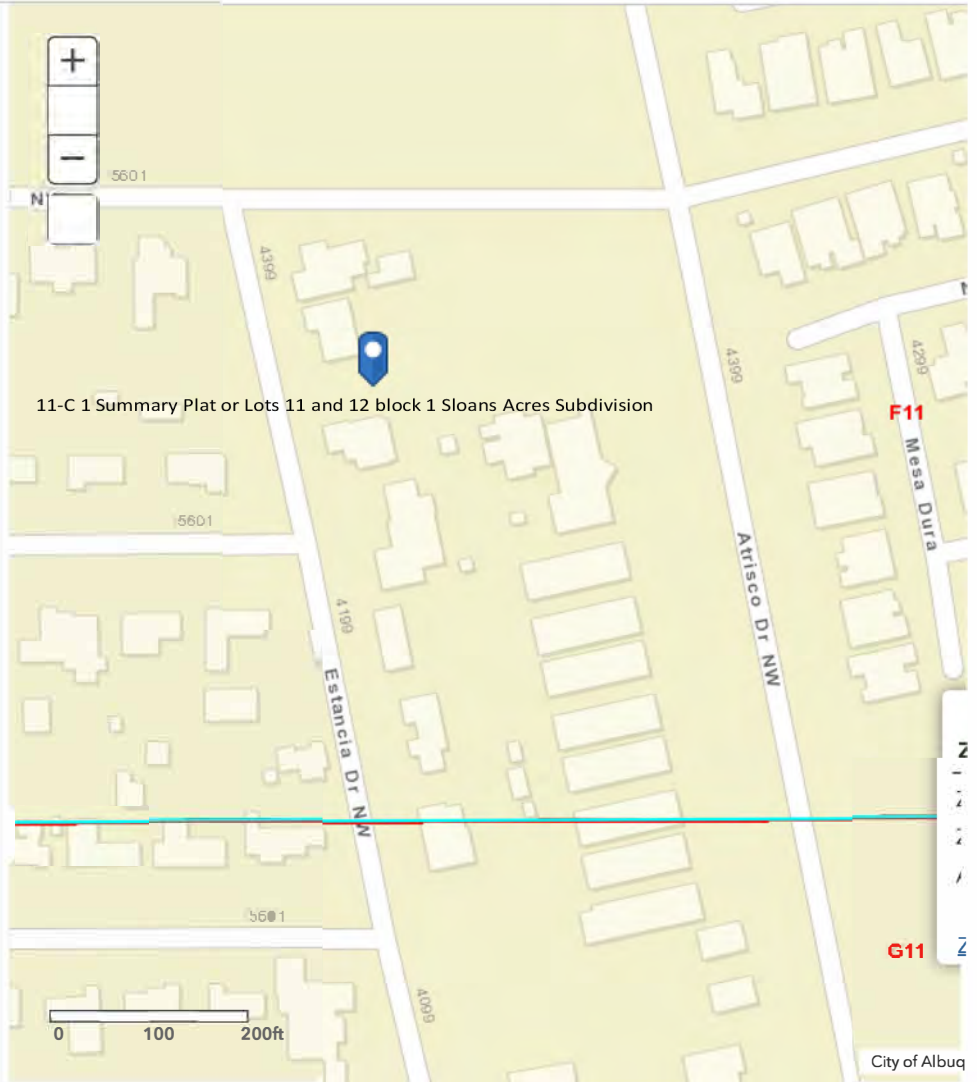 +
−
5601
N
4399
11-C 1 Summary Plat or Lots 11 and 12 block 1 Sloans Acres Subdivision
4399
4299
F11
Mesa Dura
5601
Atrisco Dr NW
4199
Estancia Dr NW
Z
5601
G11
Z
4099
0 100 200ft
City of Albuq